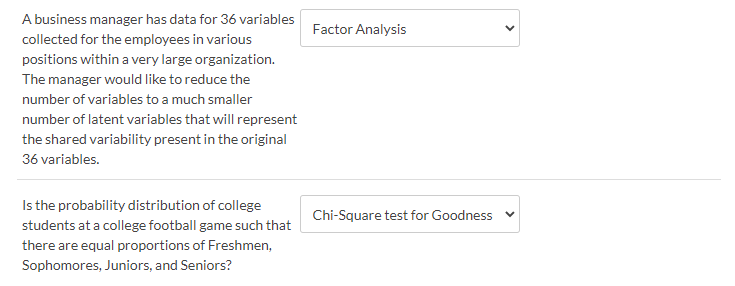 A business manager has data for 36 variables
collected for the employees in various
positions within a very large organization.
The manager would like to reduce the
number of variables to a much smaller
number of latent variables that will represent
the shared variability present in the original
36 variables.
Factor Analysis
Is the probability distribution of college
students at a college football game such that
there are equal proportions of Freshmen,
Sophomores, Juniors, and Seniors?
Chi-Square test for Goodness